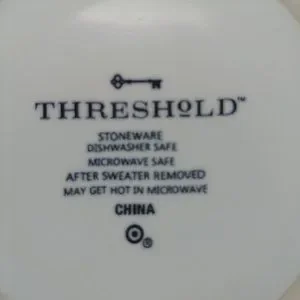 THRESHOLD™
STONEWARE
DISHWASHER SAFE
MICROWAVE SAFE
AFTER SWEATER REMOVED
MAY GET HOT IN MICROWAVE
CHINA
®